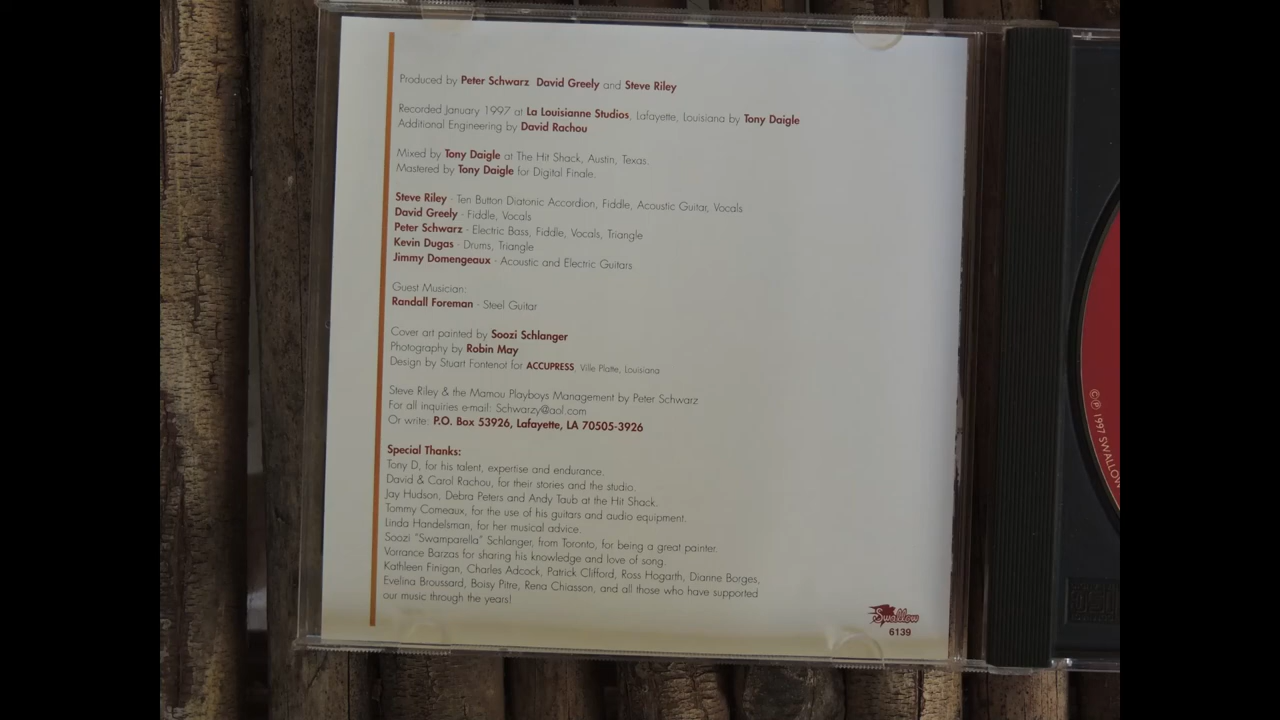 Produced by Peter Schwarz David Greely and Steve Riley
Recorded January 1997 at La Louisianne Studios, Lafayette, Louisiana by Tony Daigle
Additional Engineering by David Rachou
Mixed by Tony Daigle at The Hit Shack, Austin, Texas.
Mastered by Tony Daigle for Digital Finale.
Steve Riley - Ten Button Diatonic Accordion, Fiddle, Acoustic Guitar, Vocals
David Greely - Fiddle, Vocals
Peter Schwarz - Electric Bass, Fiddle, Vocals, Triangle
Kevin Dugas - Drums, Triangle
Jimmy Domengeaux - Acoustic and Electric Guitars
Guest Musician:
Randall Foreman - Steel Guitar
Cover art painted by Soozi Schlanger
Photography by Robin May
Design by Stuart Fontenot for ACCUPRESS, Ville Platte, Louisiana
Steve Riley & the Mamou Playboys Management by Peter Schwarz
For all inquiries e-mail: Schwarzy@aol.com
Or write: P.O. Box 53926, Lafayette, LA 70505-3926
Special Thanks:
Tony D, for his talent, expertise and endurance.
David & Carol Rachou, for their stories and the studio.
Jay Hudson, Debra Peters and Andy Taub at the Hit Shack.
Tommy Comeaux, for the use of his guitars and audio equipment.
Linda Handelsman, for her musical advice.
Soozi "Swamparella" Schlanger, from Toronto, for being a great painter.
Vorrance Barzas for sharing his knowledge and love of song.
Kathleen Finigan, Charles Adcock, Patrick Clifford, Ross Hogarth, Dianne Borges,
Evelina Broussard, Boisy Pitre, Rena Chiasson, and all those who have supported
our music through the years!
Swallow
6139
©℗ 1997 SWALLOW